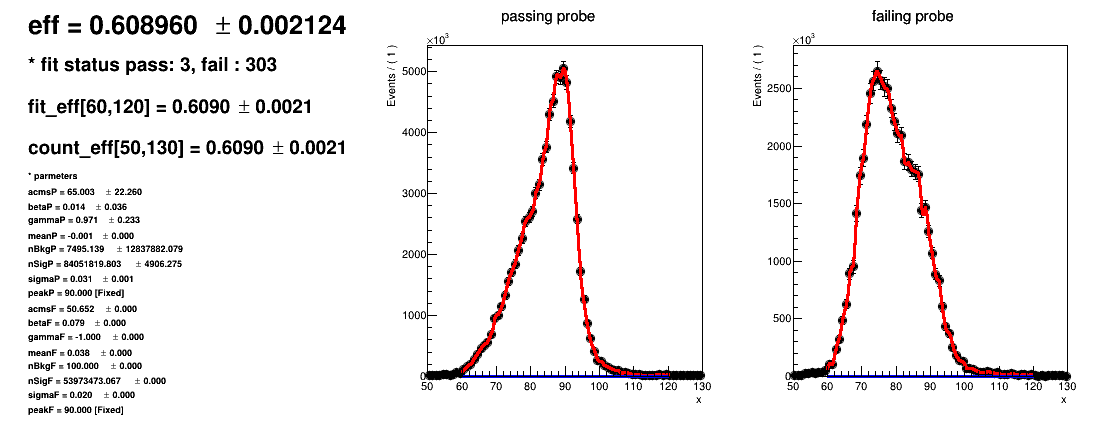 eff = 0.608960 ± 0.002124
* fit status pass: 3, fail : 303
fit_eff[60,120] = 0.6090 ± 0.0021
count_eff[50,130] = 0.6090 ± 0.0021
* parmeters
acmsP = 65.003 ± 22.260
betaP = 0.014 ± 0.036
gammaP = 0.971 ± 0.233
meanP = -0.001 ± 0.000
nBkgP = 7495.139 ± 12837882.079
nSigP = 84051819.803 ± 4906.275
sigmaP = 0.031 ± 0.001
peakP = 90.000 [Fixed]
acmsF = 50.652 ± 0.000
betaF = 0.079 ± 0.000
gammaF = -1.000 ± 0.000
meanF = 0.038 ± 0.000
nBkgF = 100.000 ± 0.000
nSigF = 53973473.067 ± 0.000
sigmaF = 0.020 ± 0.000
peakF = 90.000 [Fixed]
passing probe
×10³
Events / ( 1 )
5000
4000
3000
2000
1000
0
50 60 70 80 90 100 110 120 130
x
failing probe
×10³
Events / ( 1 )
2500
2000
1500
1000
500
0
50 60 70 80 90 100 110 120 130
x